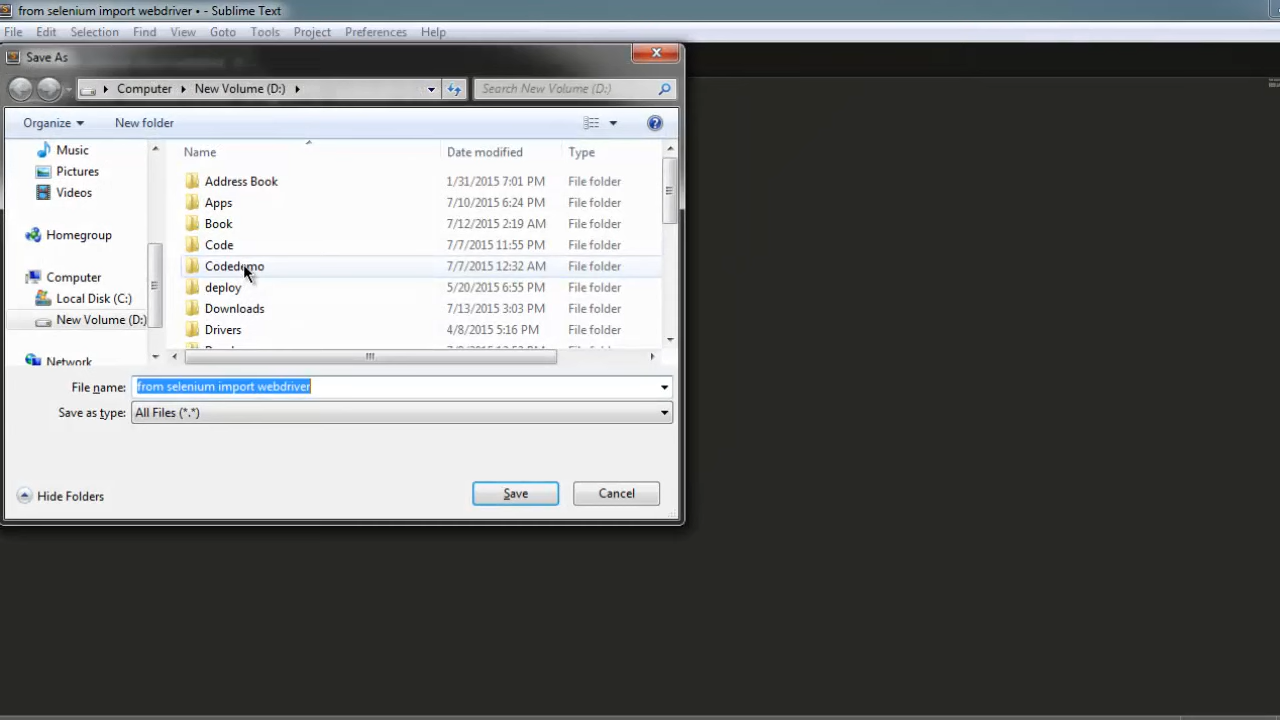 from selenium import webdriver • - Sublime Text
File Edit Selection Find View Goto Tools Project Preferences Help
Save As
Computer New Volume (D:)
Search New Volume (D:)
Organize New folder
Music
Pictures
Videos
Homegroup
Computer
Local Disk (C:)
New Volume (D:)
Network
Name Date modified Type
Address Book 1/31/2015 7:01 PM File folder
Apps 7/10/2015 6:24 PM File folder
Book 7/12/2015 2:19 AM File folder
Code 7/7/2015 11:55 PM File folder
Codedemo 7/7/2015 12:32 AM File folder
deploy 5/20/2015 6:55 PM File folder
Downloads 7/13/2015 3:03 PM File folder
Drivers 4/8/2015 5:16 PM File folder
File name: from selenium import webdriver
Save as type: All Files (*.*)
Hide Folders
Save
Cancel